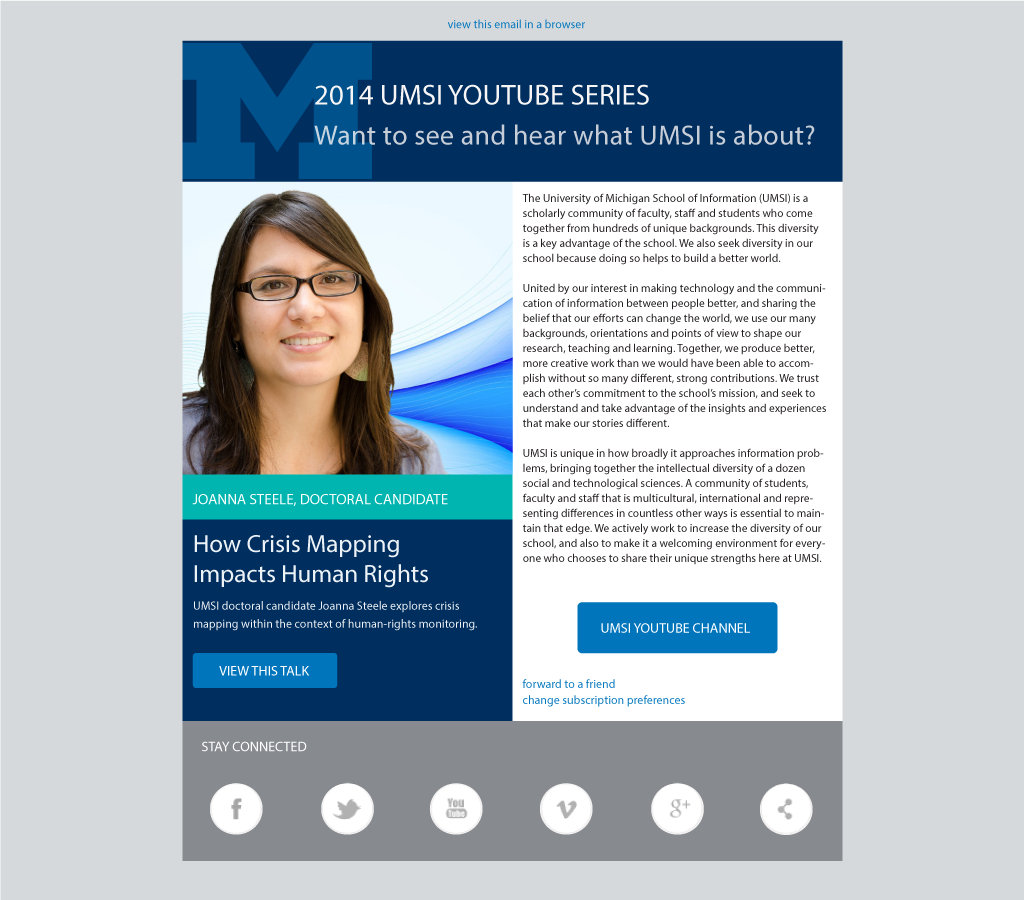 view this email in a browser
M
2014 UMSI YOUTUBE SERIES
Want to see and hear what UMSI is about?
JOANNA STEELE, DOCTORAL CANDIDATE
How Crisis Mapping
Impacts Human Rights
UMSI doctoral candidate Joanna Steele explores crisis
mapping within the context of human-rights monitoring.
VIEW THIS TALK
The University of Michigan School of Information (UMSI) is a
scholarly community of faculty, staff and students who come
together from hundreds of unique backgrounds. This diversity
is a key advantage of the school. We also seek diversity in our
school because doing so helps to build a better world.
United by our interest in making technology and the communi-
cation of information between people better, and sharing the
belief that our efforts can change the world, we use our many
backgrounds, orientations and points of view to shape our
research, teaching and learning. Together, we produce better,
more creative work than we would have been able to accom-
plish without so many different, strong contributions. We trust
each other's commitment to the school's mission, and seek to
understand and take advantage of the insights and experiences
that make our stories different.
UMSI is unique in how broadly it approaches information prob-
lems, bringing together the intellectual diversity of a dozen
social and technological sciences. A community of students,
faculty and staff that is multicultural, international and repre-
senting differences in countless other ways is essential to main-
tain that edge. We actively work to increase the diversity of our
school, and also to make it a welcoming environment for every-
one who chooses to share their unique strengths here at UMSI.
UMSI YOUTUBE CHANNEL
forward to a friend
change subscription preferences
STAY CONNECTED
f
You
Tube
v
g+